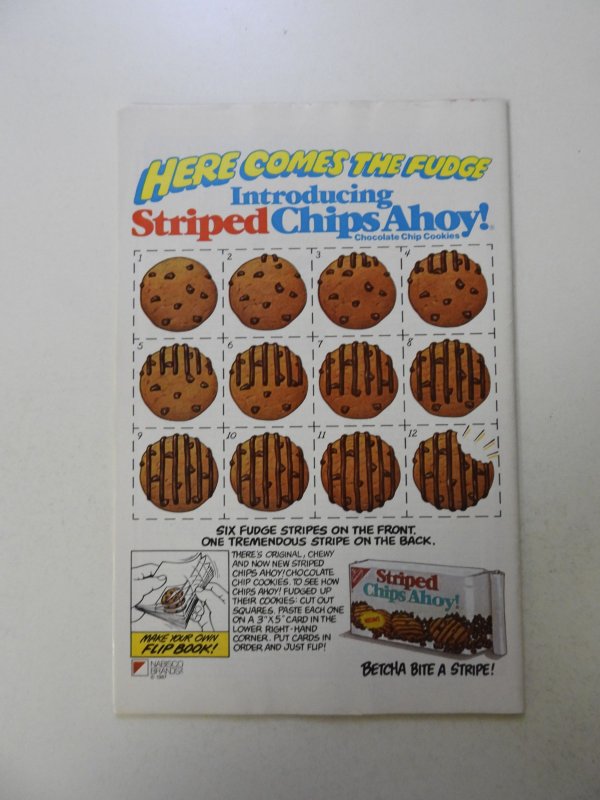 HERE COMES THE FUDGE
Introducing
Striped Chips Ahoy!®
Chocolate Chip Cookies
1 2 3 4
5 6 7 8
9 10 11 12
SIX FUDGE STRIPES ON THE FRONT.
ONE TREMENDOUS STRIPE ON THE BACK.
THERE'S ORIGINAL, CHEWY
AND NOW NEW STRIPED
CHIPS AHOY! CHOCOLATE
CHIP COOKIES. TO SEE HOW
CHIPS AHOY! FUDGED UP
THEIR COOKIES: CUT OUT
SQUARES. PASTE EACH ONE
ON A 3"X5" CARD IN THE
LOWER RIGHT-HAND
CORNER. PUT CARDS IN
ORDER AND JUST FLIP!
MAKE YOUR OWN
FLIP BOOK!
NABISCO
BRANDS
© 1987
Striped
Chips Ahoy!
BETCHA BITE A STRIPE!